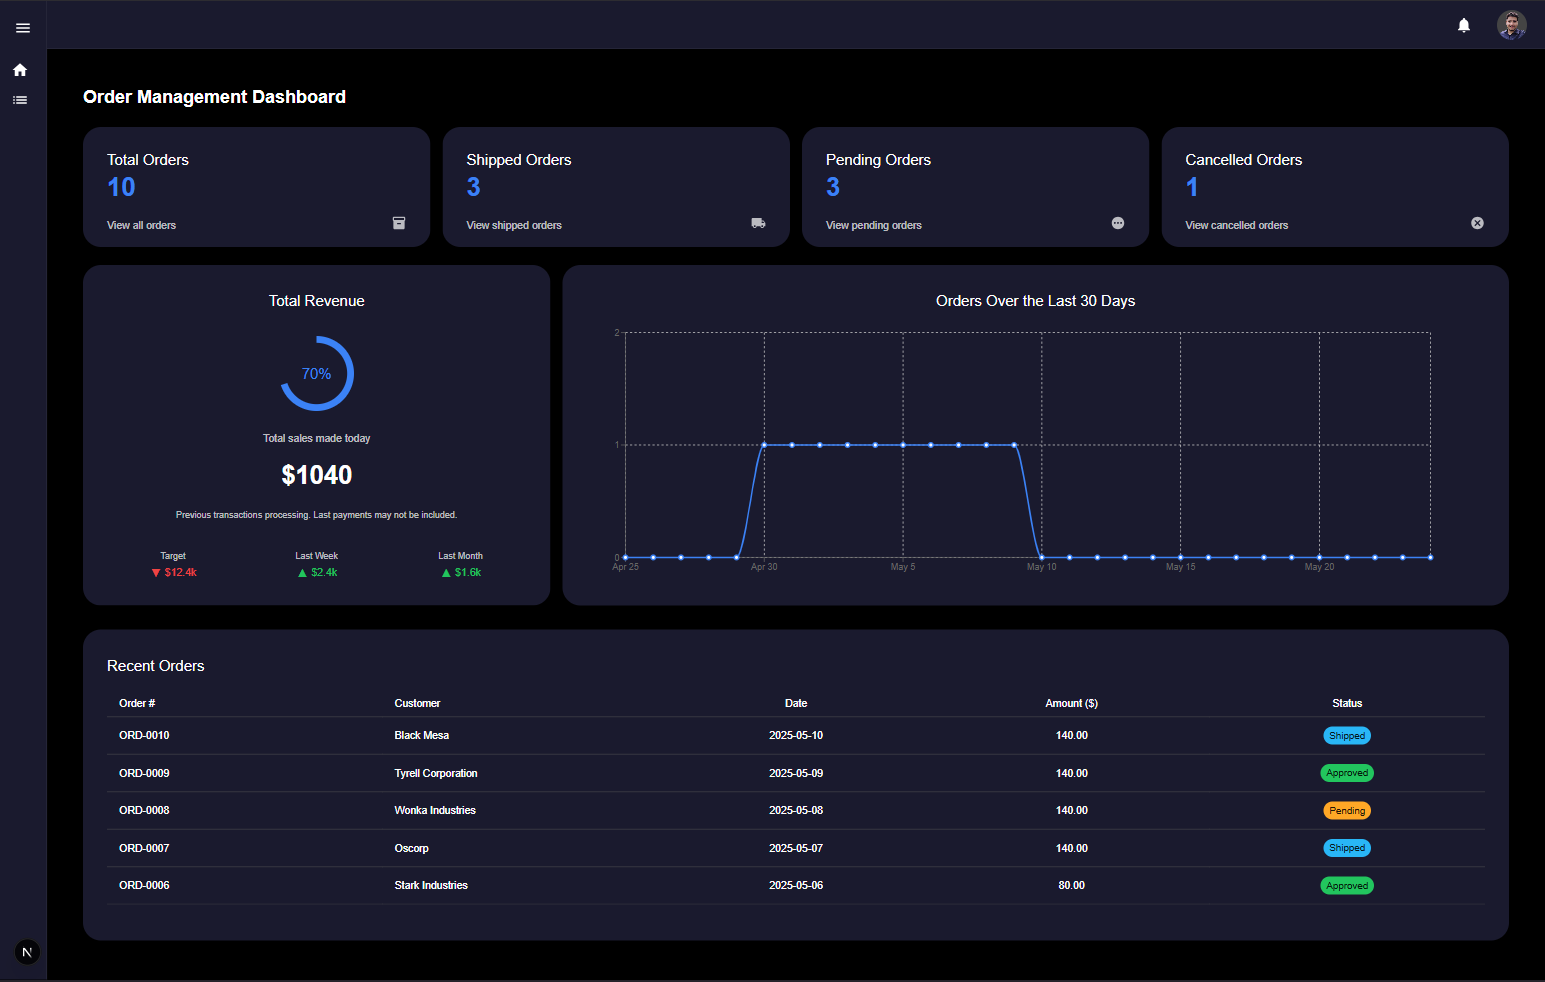 Order Management Dashboard
Total Orders
10
View all orders
Shipped Orders
3
View shipped orders
Pending Orders
3
View pending orders
Cancelled Orders
1
View cancelled orders
Total Revenue
70%
Total sales made today
$1040
Previous transactions processing. Last payments may not be included.
Target Last Week Last Month
▼ $12.4k ▲ $2.4k ▲ $1.6k
Orders Over the Last 30 Days
2
1
0
Apr 25 Apr 30 May 5 May 10 May 15 May 20
Recent Orders
Order # Customer Date Amount ($) Status
ORD-0010 Black Mesa 2025-05-10 140.00 Shipped
ORD-0009 Tyrell Corporation 2025-05-09 140.00 Approved
ORD-0008 Wonka Industries 2025-05-08 140.00 Pending
ORD-0007 Oscorp 2025-05-07 140.00 Shipped
ORD-0006 Stark Industries 2025-05-06 80.00 Approved
N